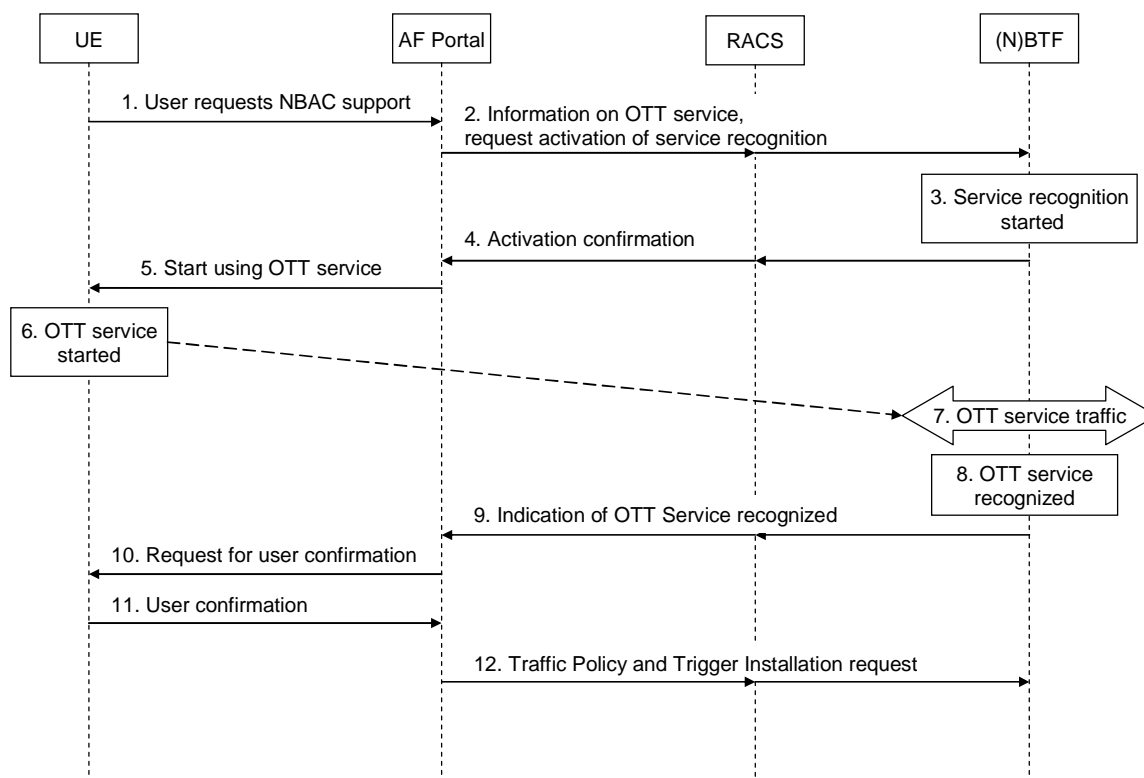 UE
AF Portal
RACS
(N)BTF
1. User requests NBAC support
2. Information on OTT service,
request activation of service recognition
3. Service recognition
started
4. Activation confirmation
5. Start using OTT service
6. OTT service
started
7. OTT service traffic
8. OTT service
recognized
9. Indication of OTT Service recognized
10. Request for user confirmation
11. User confirmation
12. Traffic Policy and Trigger Installation request